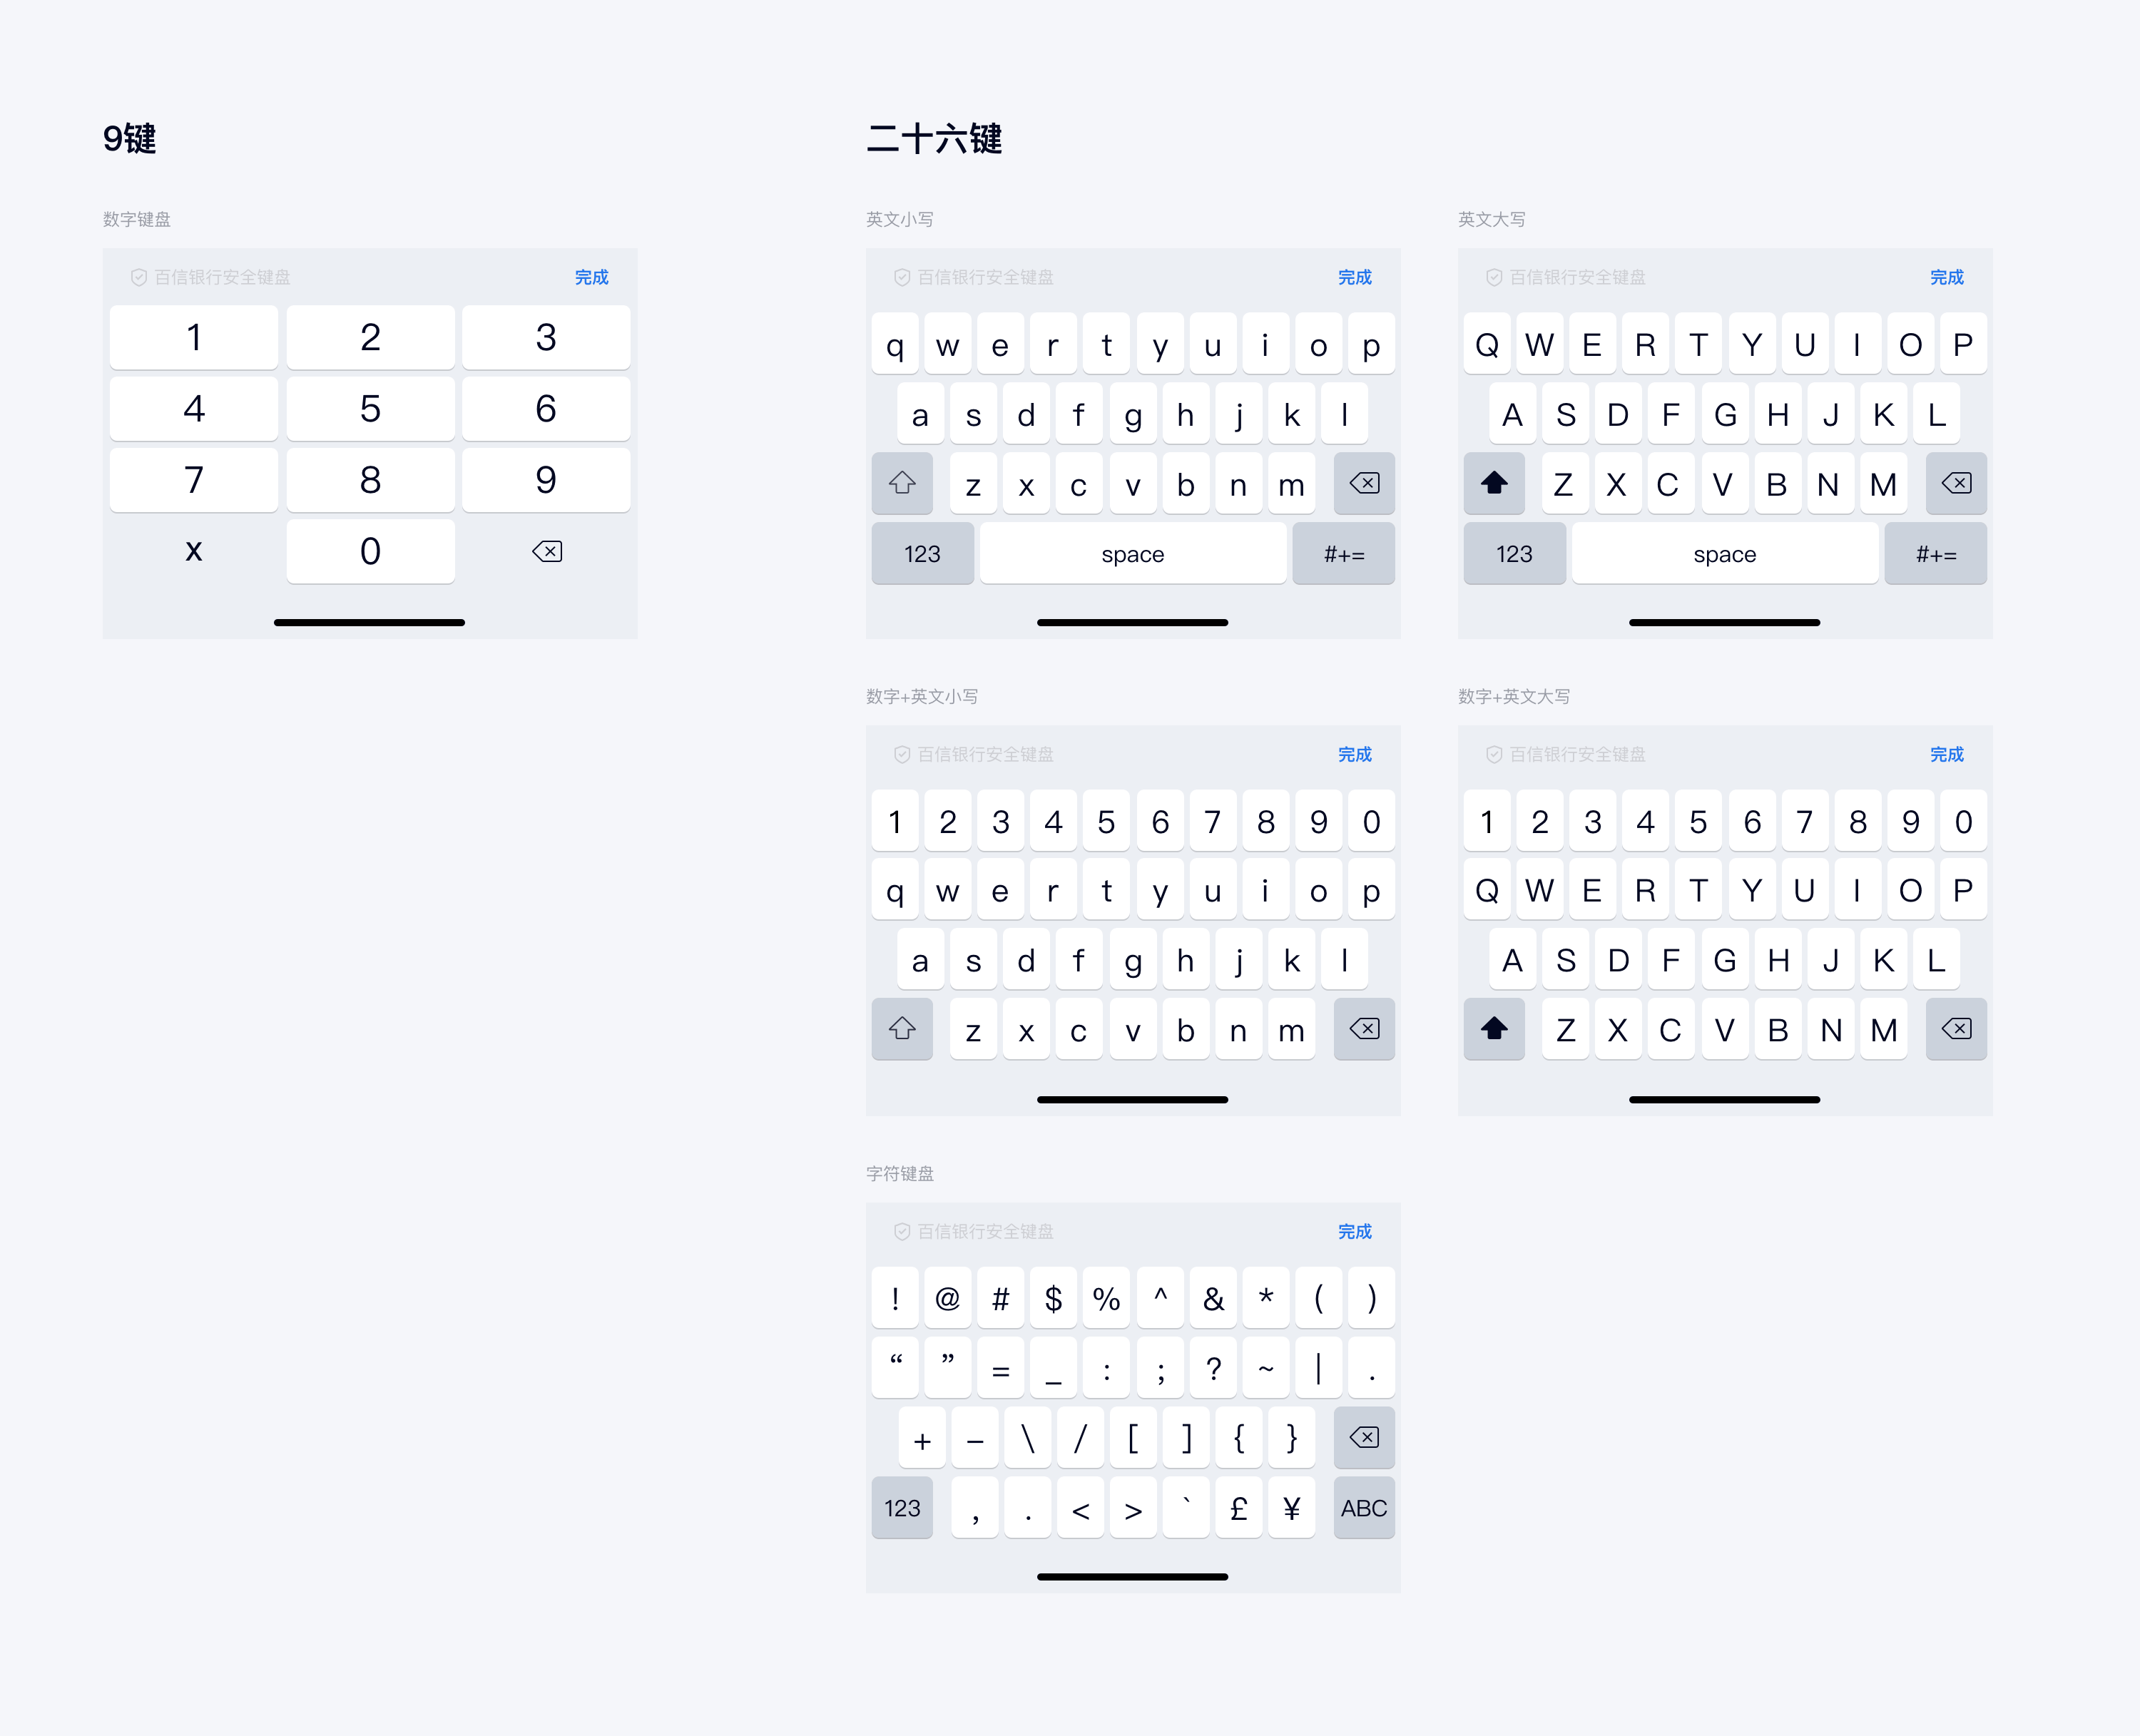 9键
数字键盘
百信银行安全键盘 完成
1 2 3
4 5 6
7 8 9
x 0
二十六键
英文小写
百信银行安全键盘 完成
q w e r t y u i o p
a s d f g h j k l
z x c v b n m
123 space #+=
英文大写
百信银行安全键盘 完成
Q W E R T Y U I O P
A S D F G H J K L
Z X C V B N M
123 space #+=
数字+英文小写
百信银行安全键盘 完成
1 2 3 4 5 6 7 8 9 0
q w e r t y u i o p
a s d f g h j k l
z x c v b n m
数字+英文大写
百信银行安全键盘 完成
1 2 3 4 5 6 7 8 9 0
Q W E R T Y U I O P
A S D F G H J K L
Z X C V B N M
字符键盘
百信银行安全键盘 完成
! @ # $ % ^ & * ( )
“ ” = _ : ; ? ~ | .
+ – \ / [ ] { }
123 , . < > ` £ ¥ ABC